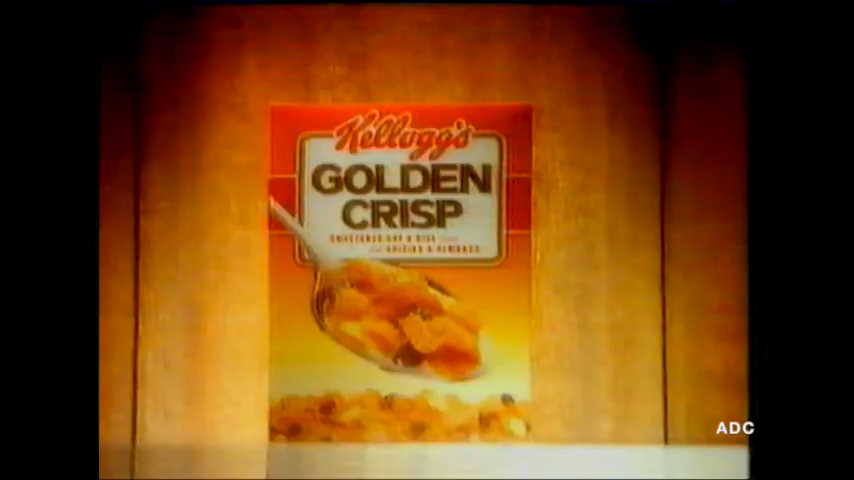 Kellogg's
GOLDEN
CRISP
SWEETENED OAT & RICE
RAISINS & ALMONDS
ADC